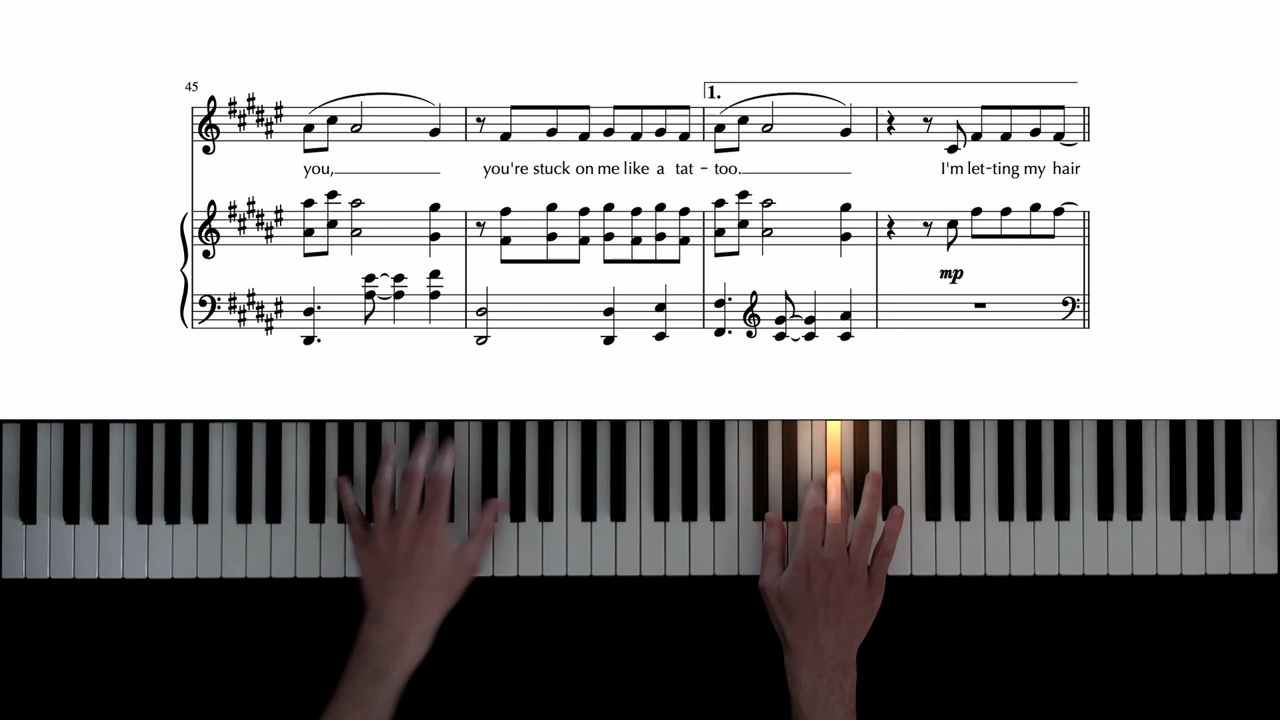 45
1.
you,
you're stuck on me like a tat – too.
I'm let-ting my hair
mp